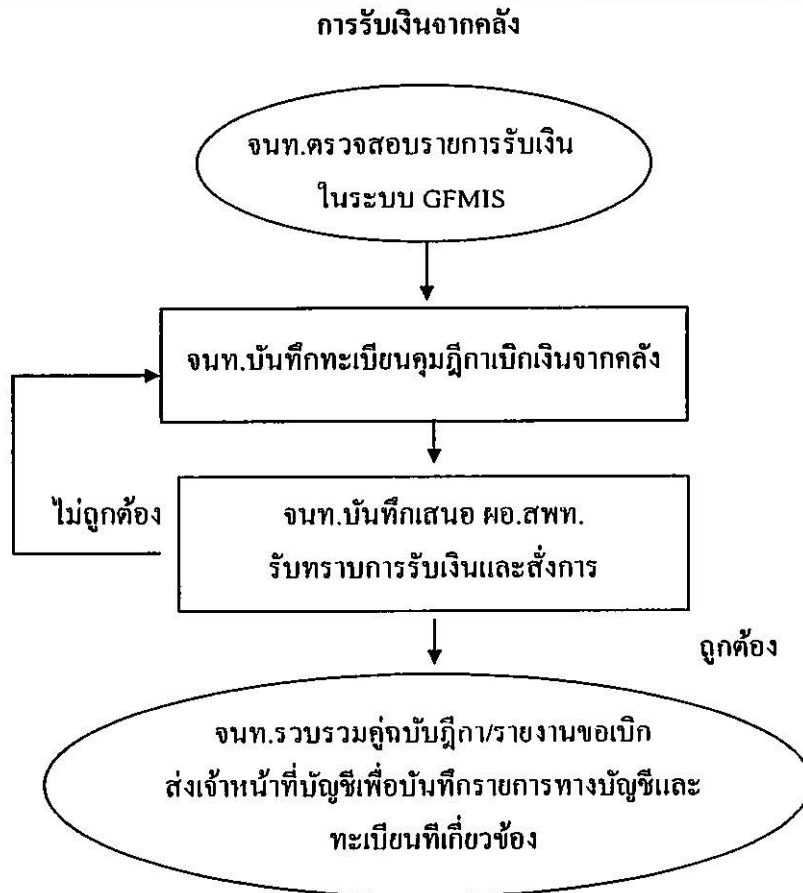 การรับเงินจากคลัง
จนท.ตรวจสอบรายการรับเงิน
ในระบบ GFMIS
จนท.บันทึกทะเบียนคุมฎีกาเบิกเงินจากคลัง
ไม่ถูกต้อง
จนท.บันทึกเสนอ ผอ.สพท.
รับทราบการรับเงินและสั่งการ
ถูกต้อง
จนท.รวบรวมคู่ฉบับฎีกา/รายงานขอเบิก
ส่งเจ้าหน้าที่บัญชีเพื่อบันทึกรายการทางบัญชีและ
ทะเบียนทีเกี่ยวข้อง